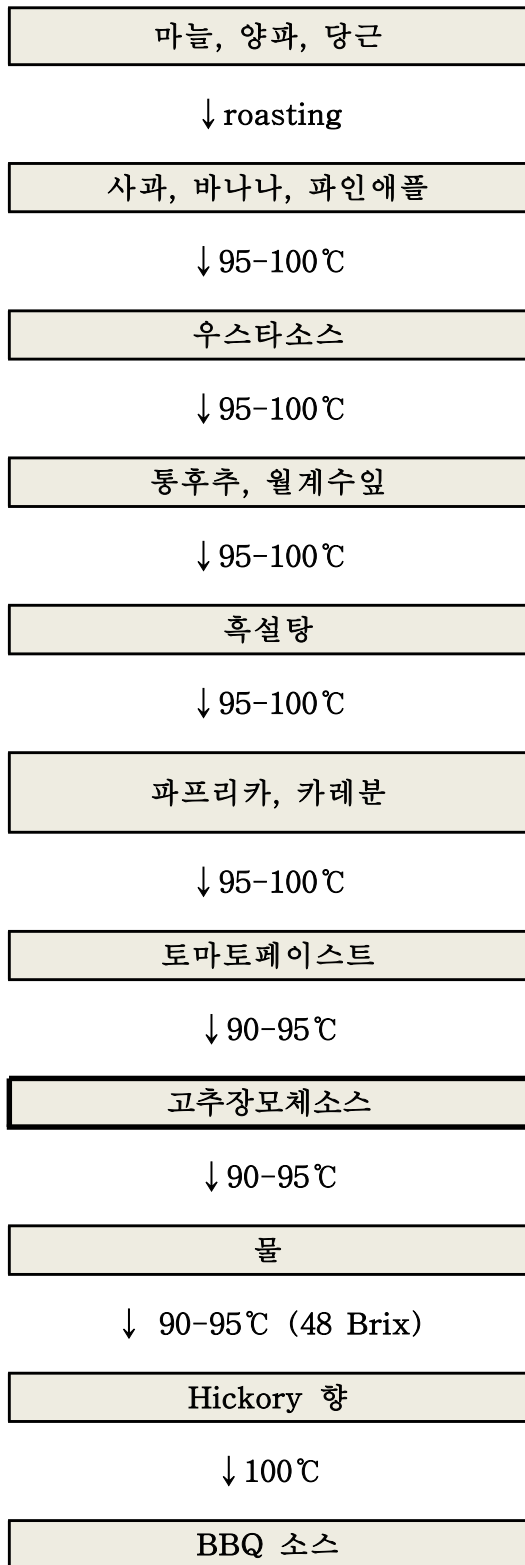 마늘, 양파, 당근
↓roasting
사과, 바나나, 파인애플
↓95-100℃
우스타소스
↓95-100℃
통후추, 월계수잎
↓95-100℃
흑설탕
↓95-100℃
파프리카, 카레분
↓95-100℃
토마토페이스트
↓90-95℃
고추장모체소스
↓90-95℃
물
↓ 90-95℃ (48 Brix)
Hickory 향
↓100℃
BBQ 소스